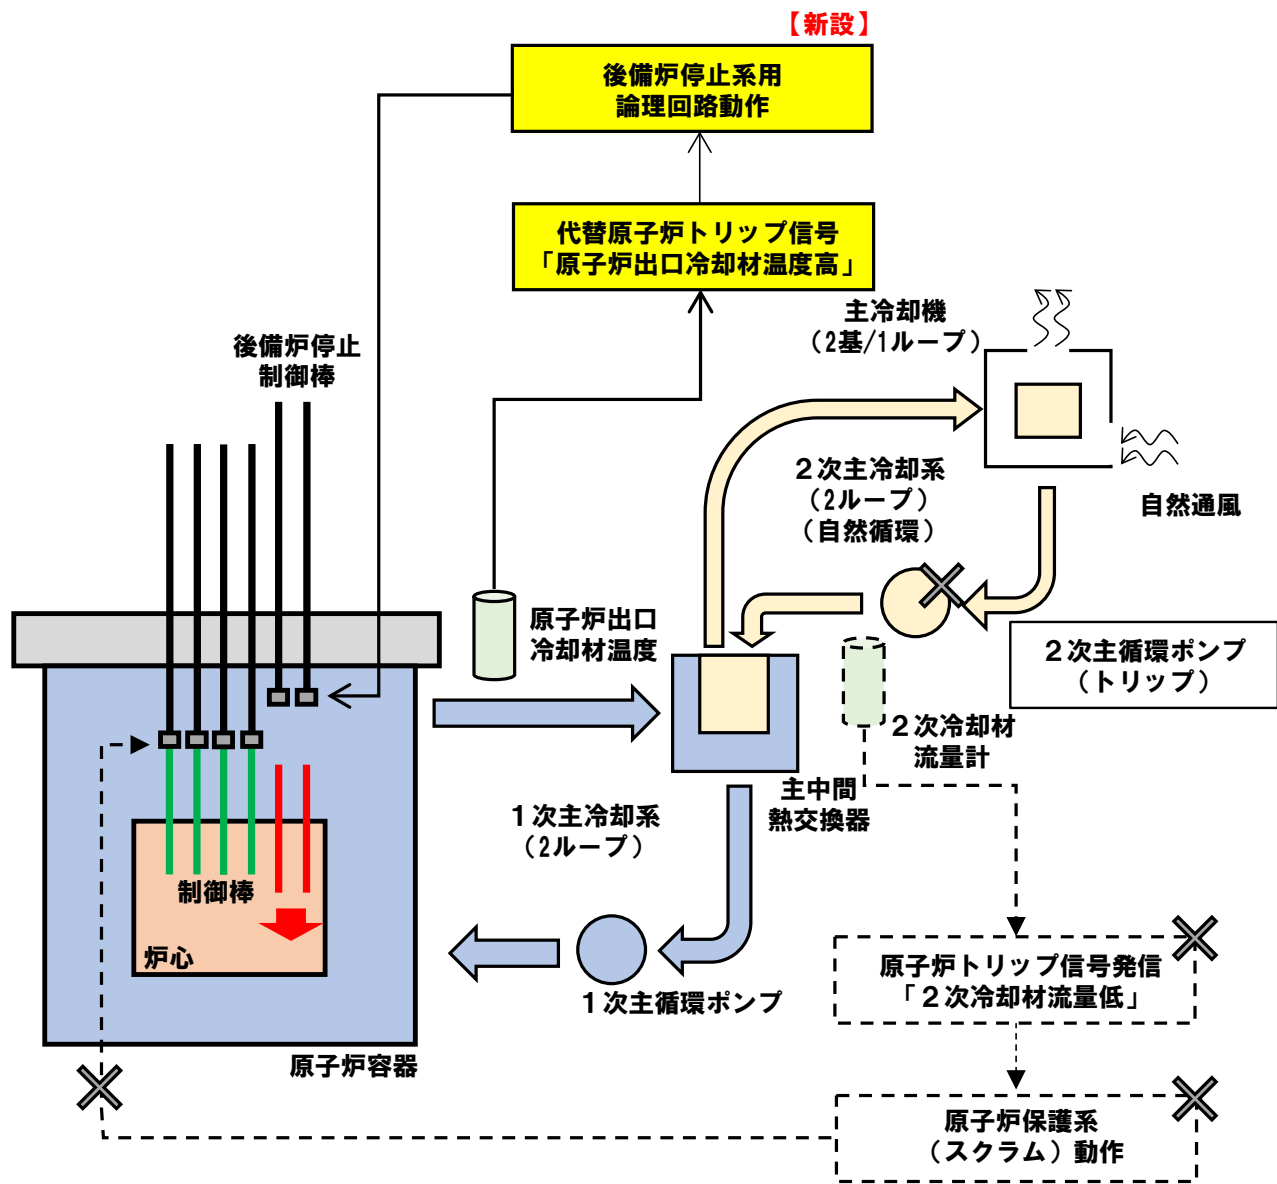 【新設】
後備炉停止系用
論理回路動作
代替原子炉トリップ信号
「原子炉出口冷却材温度高」
主冷却機
（2基/1ループ）
後備炉停止
制御棒
２次主冷却系
（2ループ）
（自然循環）
自然通風
原子炉出口
冷却材温度
２次主循環ポンプ
（トリップ）
２次冷却材
流量計
主中間
熱交換器
１次主冷却系
（2ループ）
制御棒
炉心
１次主循環ポンプ
原子炉容器
原子炉トリップ信号発信
「２次冷却材流量低」
原子炉保護系
（スクラム）動作